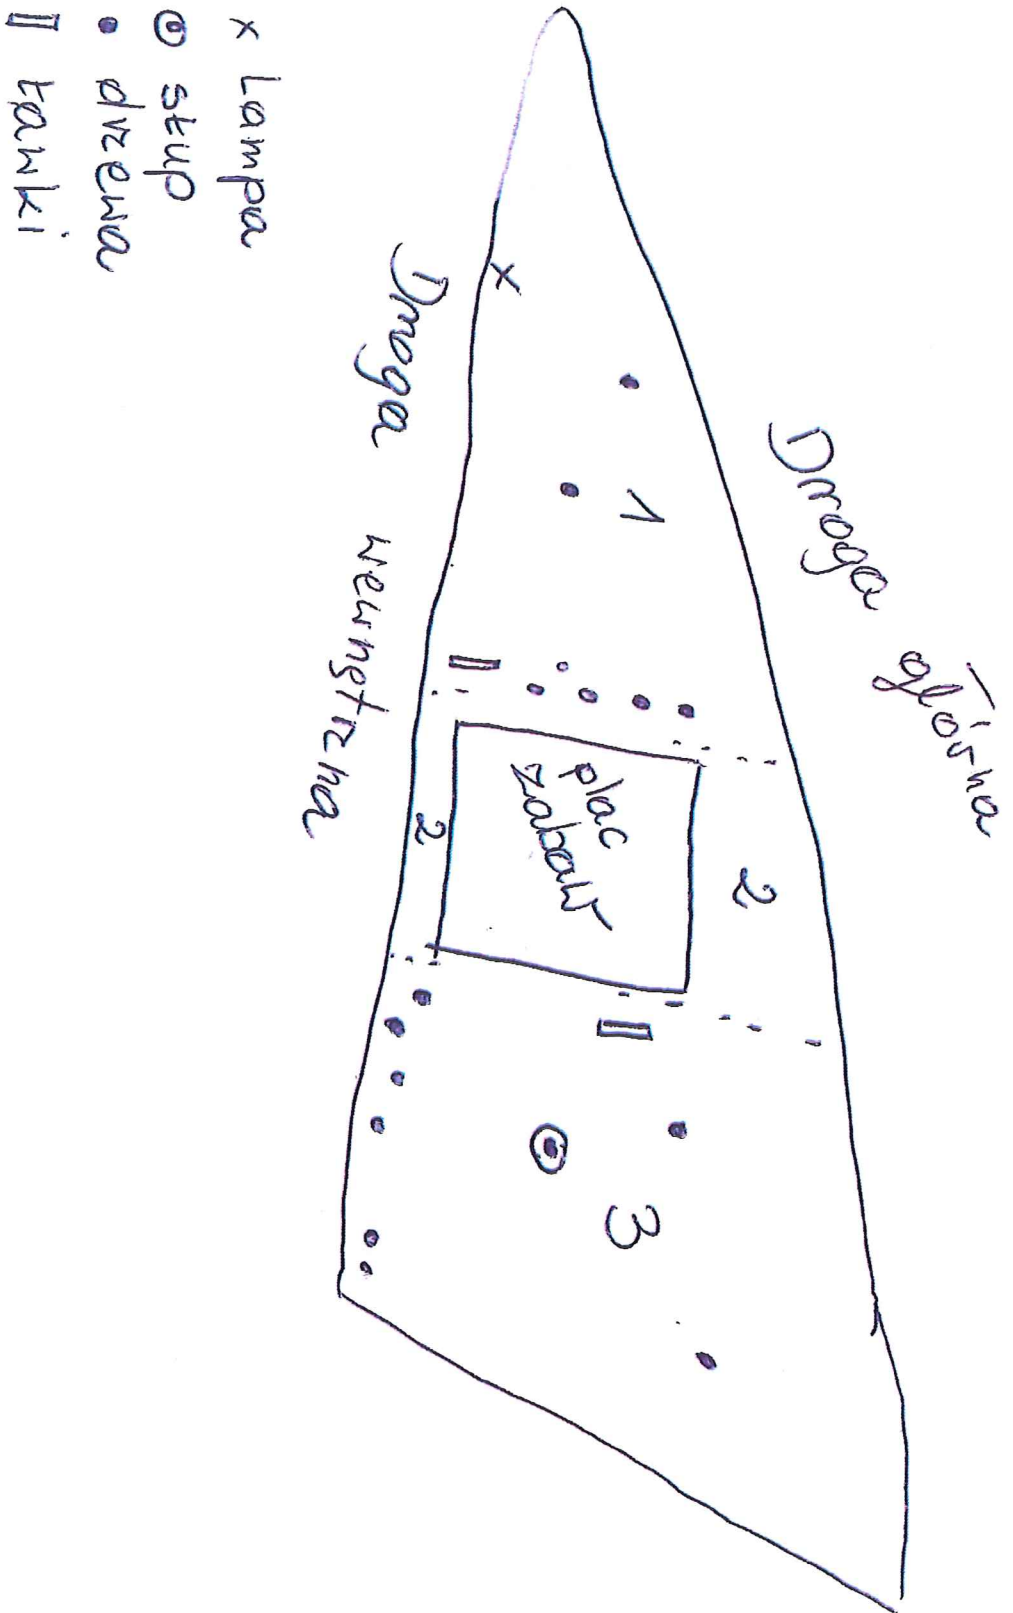 Droga główna
1
2
plac
zabaw
3
2
Droga wewnętrzna
x Lampa
słup
drzewa
ławki